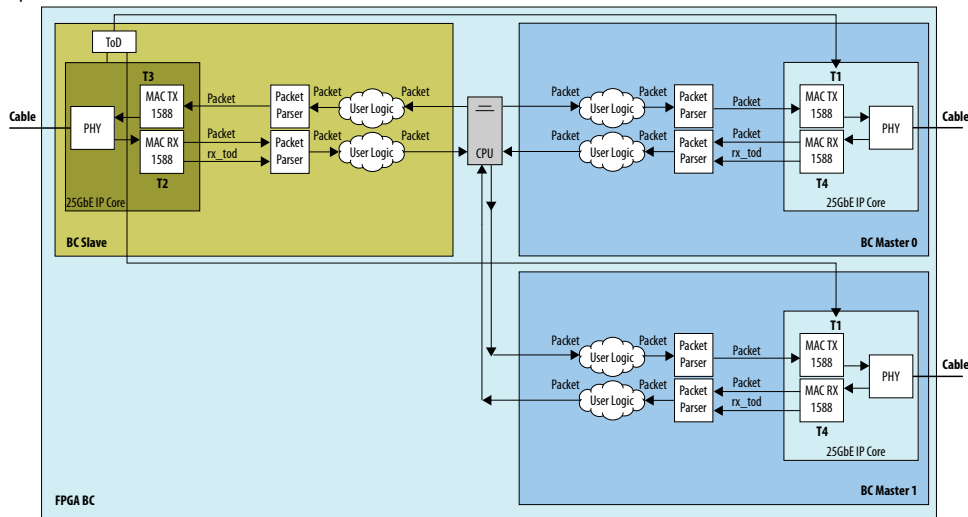 ToD
T3
MAC TX
1588
PHY
Cable
MAC RX
1588
T2
25GbE IP Core
BC Slave
Packet
Packet
rx_tod
Packet
Parser
Packet
Parser
Packet
Packet
User Logic
User Logic
Packet
Packet
CPU
Packet
Packet
User Logic
User Logic
Packet
Packet
Packet
Parser
Packet
Parser
Packet
Packet
rx_tod
T1
MAC TX
1588
MAC RX
1588
T4
PHY
Cable
25GbE IP Core
BC Master 0
Packet
Packet
User Logic
User Logic
Packet
Packet
Packet
Parser
Packet
Parser
Packet
Packet
rx_tod
T1
MAC TX
1588
MAC RX
1588
T4
PHY
Cable
25GbE IP Core
BC Master 1
FPGA BC